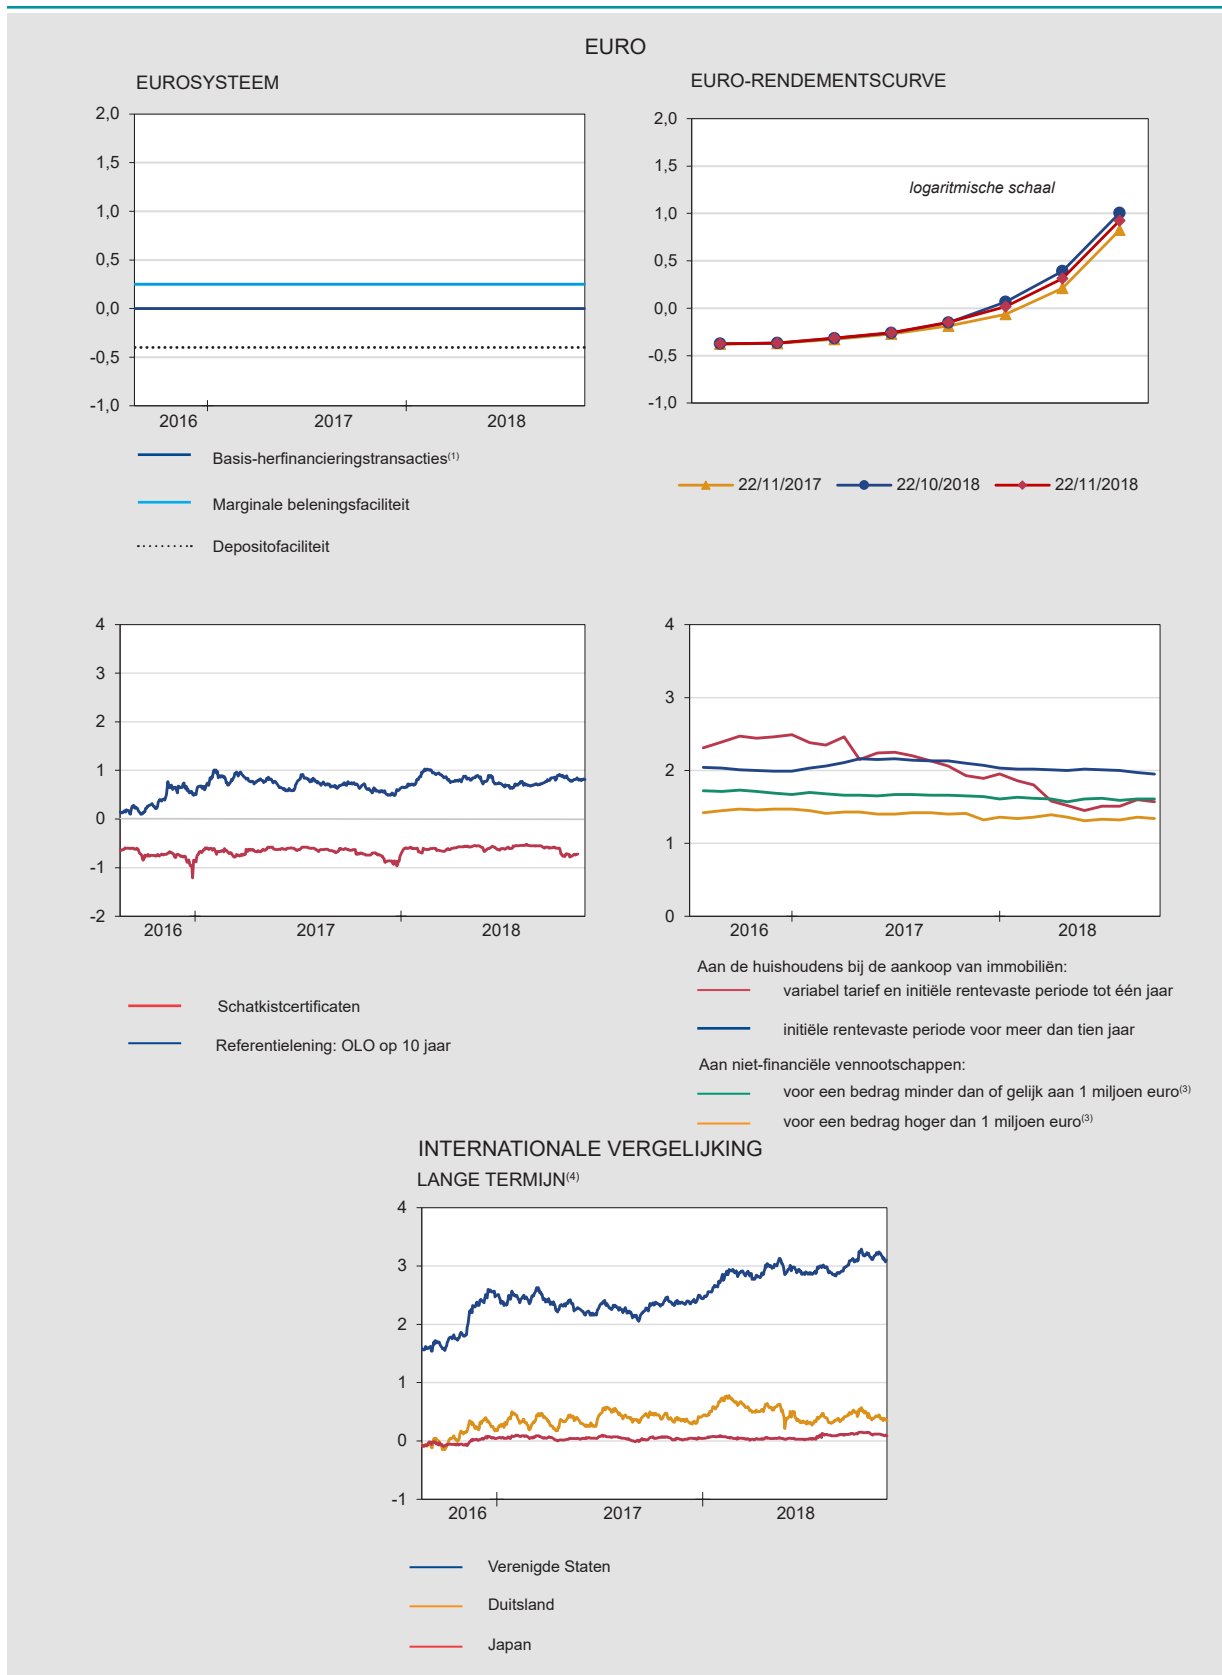 EURO
EUROSYSTEEM
2,0
1,5
1,0
0,5
0,0
-0,5
-1,0
2016 2017 2018
Basis-herfinancieringstransacties(1)
Marginale beleningsfaciliteit
Depositofaciliteit
EURO-RENDEMENTSCURVE
2,0
1,5
1,0
0,5
0,0
-0,5
-1,0
logaritmische schaal
22/11/2017 22/10/2018 22/11/2018
4
3
2
1
0
-1
-2
2016 2017 2018
Schatkistcertificaten
Referentielening: OLO op 10 jaar
4
3
2
1
0
2016 2017 2018
Aan de huishoudens bij de aankoop van immobiliën:
variabel tarief en initiële rentevaste periode tot één jaar
initiële rentevaste periode voor meer dan tien jaar
Aan niet-financiële vennootschappen:
voor een bedrag minder dan of gelijk aan 1 miljoen euro(3)
voor een bedrag hoger dan 1 miljoen euro(3)
INTERNATIONALE VERGELIJKING
LANGE TERMIJN(4)
4
3
2
1
0
-1
2016 2017 2018
Verenigde Staten
Duitsland
Japan